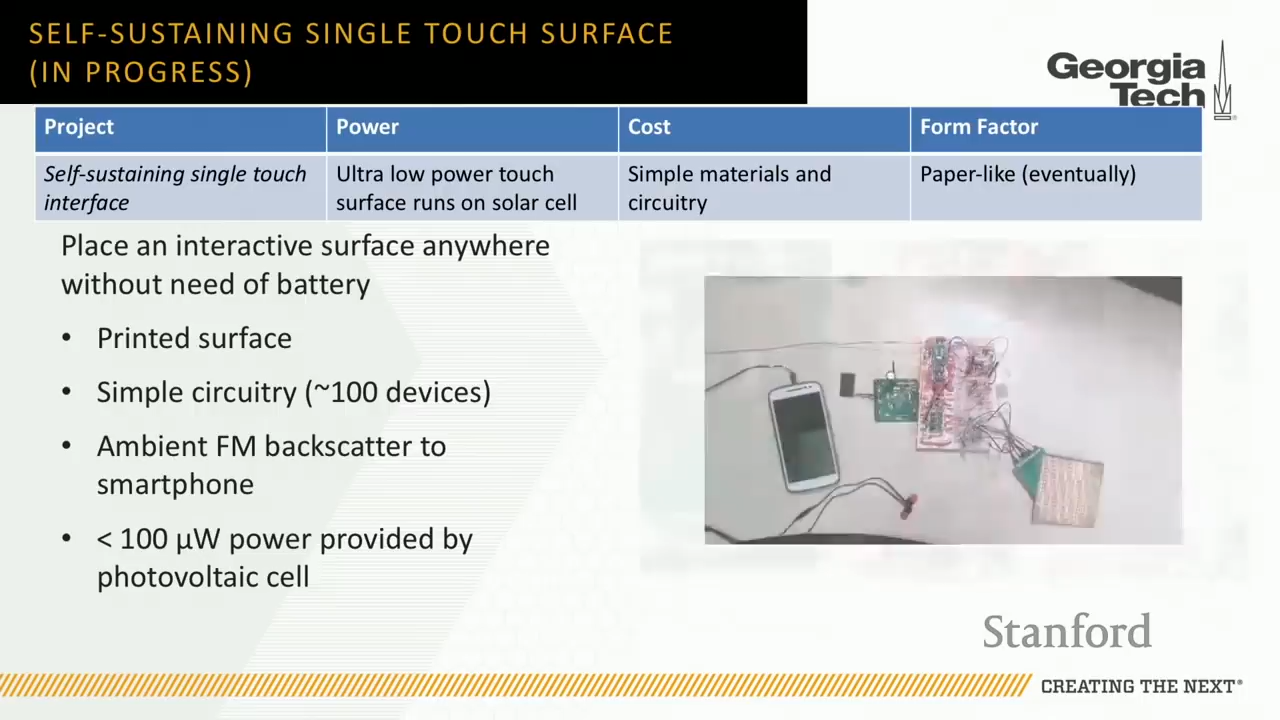 SELF-SUSTAINING SINGLE TOUCH SURFACE
(IN PROGRESS)
Georgia
Tech
Project
Power
Cost
Form Factor
Self-sustaining single touch
interface
Ultra low power touch
surface runs on solar cell
Simple materials and
circuitry
Paper-like (eventually)
Place an interactive surface anywhere
without need of battery
• Printed surface
• Simple circuitry (~100 devices)
• Ambient FM backscatter to
smartphone
• < 100 µW power provided by
photovoltaic cell
Stanford
CREATING THE NEXT®